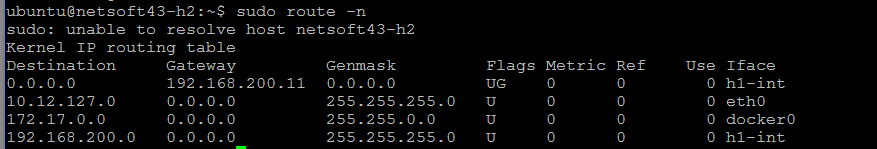 ubuntu@netsoft43-h2:~$ sudo route -n
sudo: unable to resolve host netsoft43-h2
Kernel IP routing table
Destination     Gateway         Genmask         Flags Metric Ref    Use Iface
0.0.0.0         192.168.200.11  0.0.0.0         UG    0      0        0 h1-int
10.12.127.0     0.0.0.0         255.255.255.0   U     0      0        0 eth0
172.17.0.0      0.0.0.0         255.255.0.0     U     0      0        0 docker0
192.168.200.0   0.0.0.0         255.255.255.0   U     0      0        0 h1-int